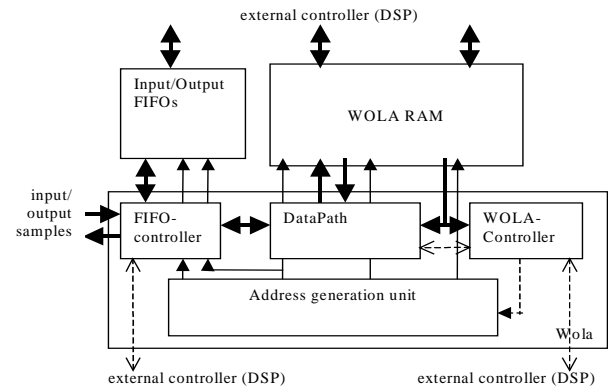 external controller (DSP)
Input/Output
FIFOs
WOLA RAM
input/
output
samples
FIFO-
controller
DataPath
WOLA-
Controller
Address generation unit
Wola
external controller (DSP)
external controller (DSP)